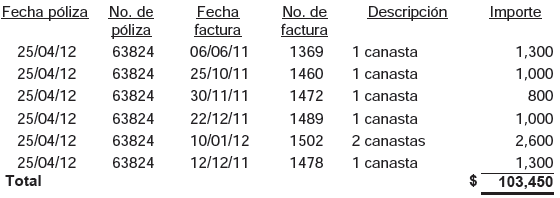 Fecha póliza No. de póliza Fecha factura No. de factura Descripción Importe
25/04/12 63824 06/06/11 1369 1 canasta 1,300
25/04/12 63824 25/10/11 1460 1 canasta 1,000
25/04/12 63824 30/11/11 1472 1 canasta 800
25/04/12 63824 22/12/11 1489 1 canasta 1,000
25/04/12 63824 10/01/12 1502 2 canastas 2,600
25/04/12 63824 12/12/11 1478 1 canasta 1,300
Total $ 103,450